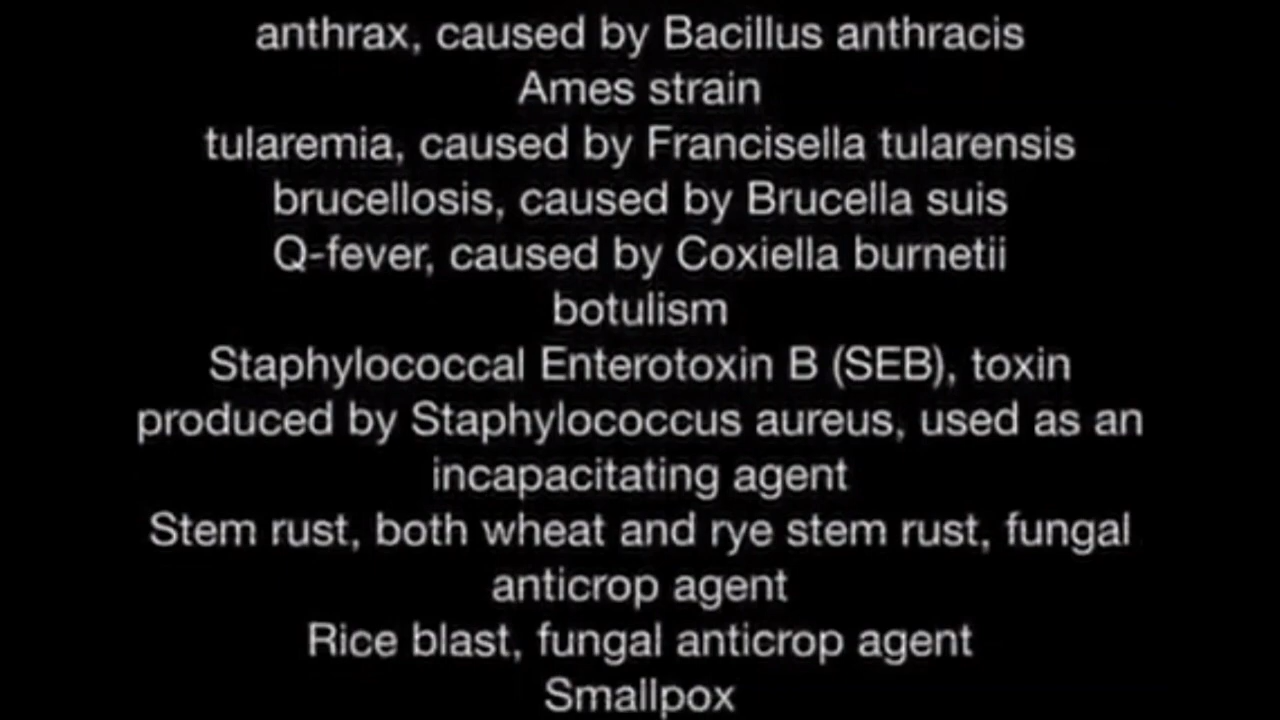 anthrax, caused by Bacillus anthracis
Ames strain
tularemia, caused by Francisella tularensis
brucellosis, caused by Brucella suis
Q-fever, caused by Coxiella burnetii
botulism
Staphylococcal Enterotoxin B (SEB), toxin
produced by Staphylococcus aureus, used as an
incapacitating agent
Stem rust, both wheat and rye stem rust, fungal
anticrop agent
Rice blast, fungal anticrop agent
Smallpox